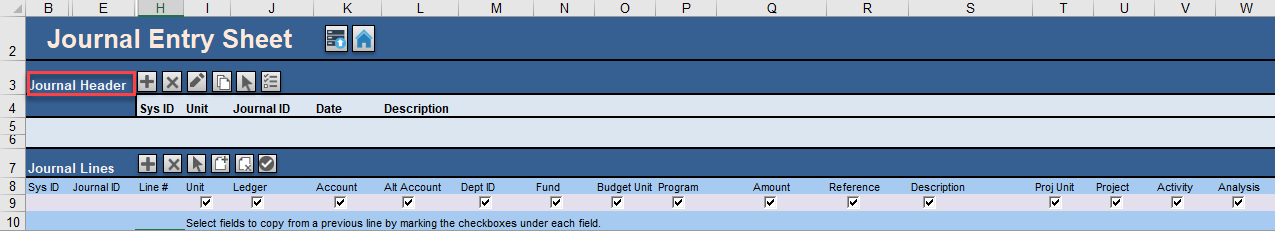 B E H I J K L M N O P Q R S T U V W
2 Journal Entry Sheet
3 Journal Header
4 Sys ID Unit Journal ID Date Description
5
6
7 Journal Lines
8 Sys ID Journal ID Line # Unit Ledger Account Alt Account Dept ID Fund Budget Unit Program Amount Reference Description Proj Unit Project Activity Analysis
9
10 Select fields to copy from a previous line by marking the checkboxes under each field.